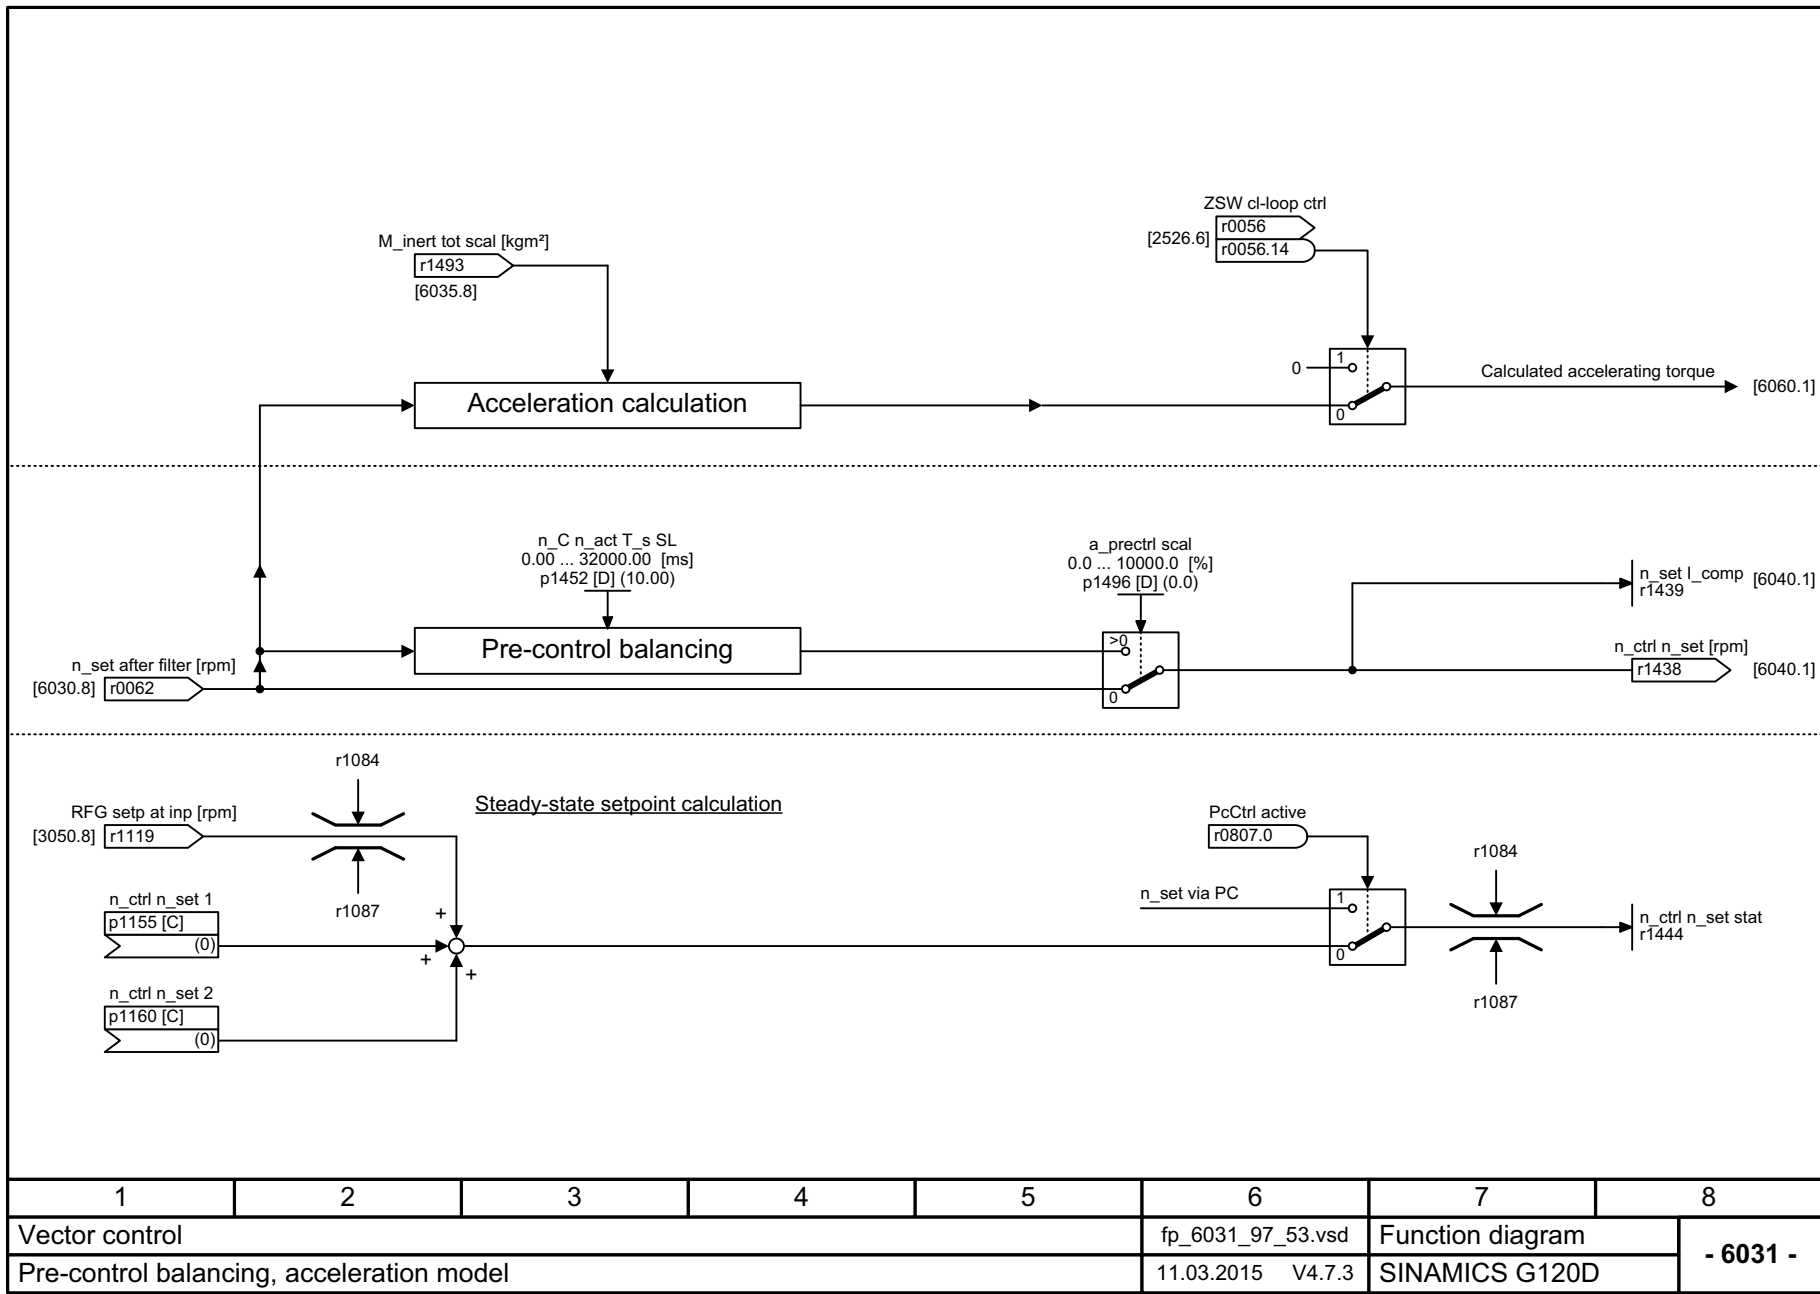 ZSW cl-loop ctrl
[2526.6] r0056
r0056.14
M_inert tot scal [kgm²]
r1493
[6035.8]
0
1
0
Calculated accelerating torque
[6060.1]
Acceleration calculation
n_C n_act T_s SL
0.00 ... 32000.00 [ms]
p1452 [D] (10.00)
a_prectrl scal
0.0 ... 10000.0 [%]
p1496 [D] (0.0)
n_set I_comp
r1439
[6040.1]
Pre-control balancing
>0
0
n_set after filter [rpm]
[6030.8] r0062
n_ctrl n_set [rpm]
r1438
[6040.1]
r1084
RFG setp at inp [rpm]
[3050.8] r1119
r1087
Steady-state setpoint calculation
PcCtrl active
r0807.0
n_set via PC
1
0
r1084
r1087
n_ctrl n_set stat
r1444
n_ctrl n_set 1
p1155 [C]
(0)
+
+
+
n_ctrl n_set 2
p1160 [C]
(0)
1 2 3 4 5 6 7 8
Vector control
fp_6031_97_53.vsd
Function diagram
- 6031 -
Pre-control balancing, acceleration model
11.03.2015 V4.7.3
SINAMICS G120D